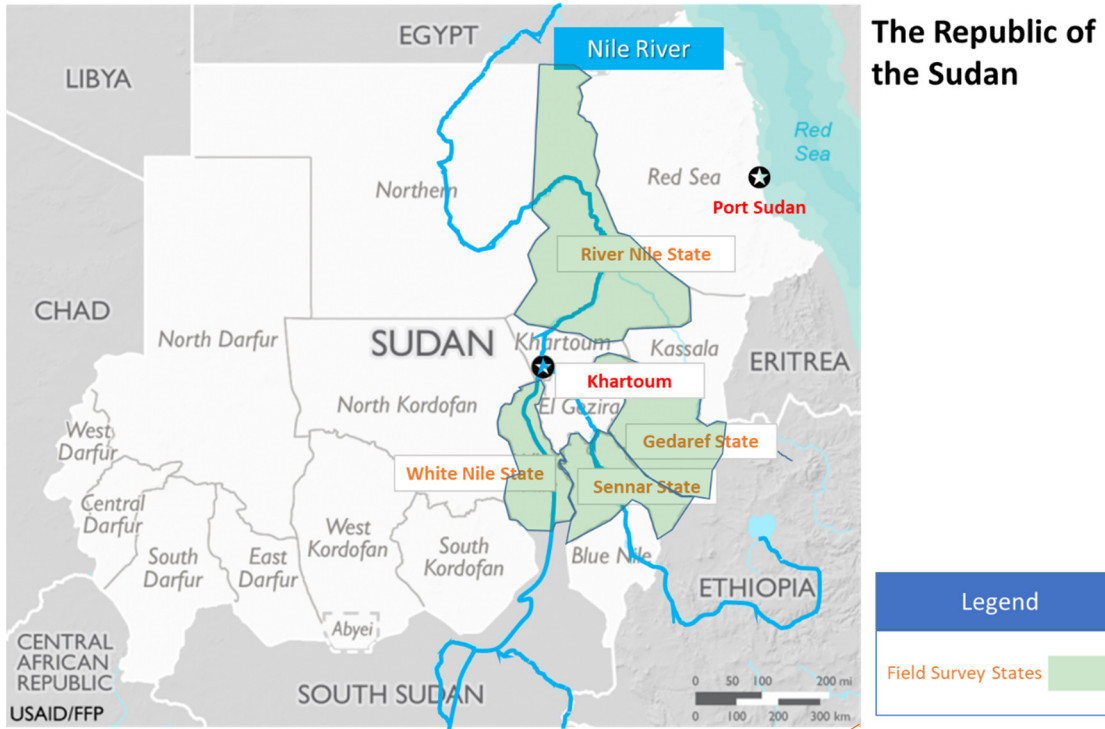 The Republic of
the Sudan
EGYPT
Nile River
LIBYA
Red
Sea
Northern
Red Sea
Port Sudan
River Nile State
CHAD
North Darfur
SUDAN
Khartoum
Kassala
ERITREA
Khartoum
North Kordofan
El Gezira
West
Darfur
Gedaref State
White Nile State
Sennar State
Central
Darfur
West
Kordofan
South
Darfur
East
Darfur
South
Kordofan
Blue Nile
ETHIOPIA
Abyei
CENTRAL
AFRICAN
REPUBLIC
SOUTH SUDAN
USAID/FFP
0 50 100 200 mi
0 100 200 300 km
Legend
Field Survey States